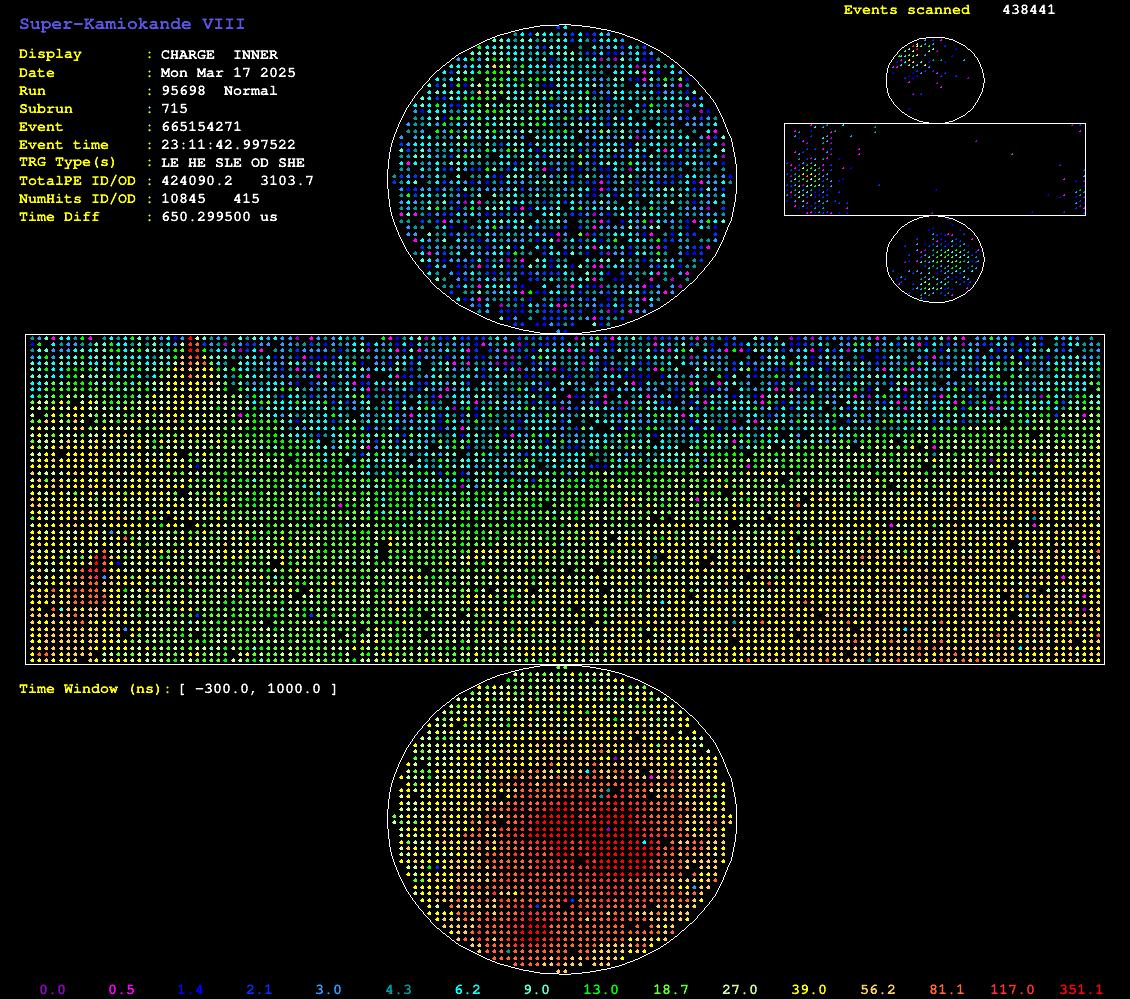 Super-Kamiokande VIII
Events scanned 438441
Display : CHARGE INNER
Date : Mon Mar 17 2025
Run : 95698 Normal
Subrun : 715
Event : 665154271
Event time : 23:11:42.997522
TRG Type(s) : LE HE SLE OD SHE
TotalPE ID/OD : 424090.2 3103.7
NumHits ID/OD : 10845 415
Time Diff : 650.299500 us
Time Window (ns): [ -300.0, 1000.0 ]
0.0 0.5 1.4 2.1 3.0 4.3 6.2 9.0 13.0 18.7 27.0 39.0 56.2 81.1 117.0 351.1